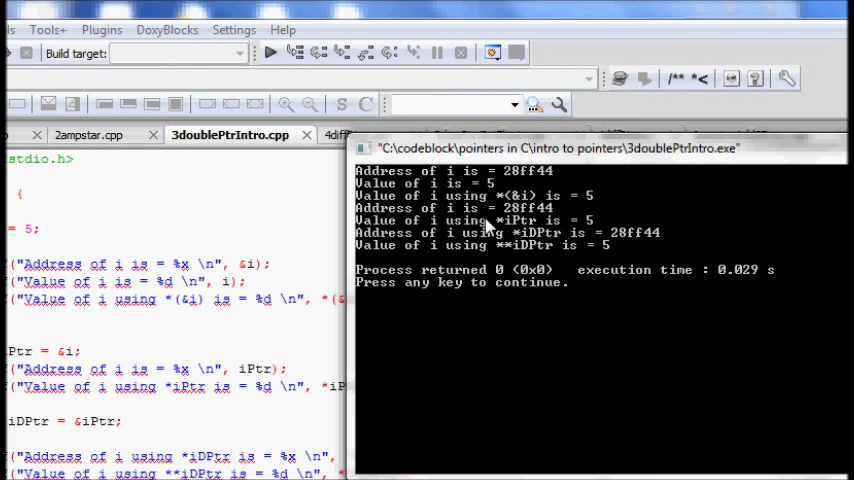 Tools+ Plugins DoxyBlocks Settings Help
Build target:
/** *<
S C
2ampstar.cpp
3doublePtrIntro.cpp
"C:\codeblock\pointers in C\intro to pointers\3doublePtrIntro.exe"
stdio.h>
{
= 5;
("Address of i is = %x \n", &i);
("Value of i is = %d \n", i);
("Value of i using *(&i) is = %d \n", *(&
Ptr = &i;
("Address of i is = %x \n", iPtr);
("Value of i using *iPtr is = %d \n", *iP
iDPtr = &iPtr;
("Address of i using *iDPtr is = %x \n",
("Value of i using **iDPtr is = %d \n",
Address of i is = 28ff44
Value of i is = 5
Value of i using *(&i) is = 5
Address of i is = 28ff44
Value of i using *iPtr is = 5
Address of i using *iDPtr is = 28ff44
Value of i using **iDPtr is = 5
Process returned 0 (0x0) execution time : 0.029 s
Press any key to continue.